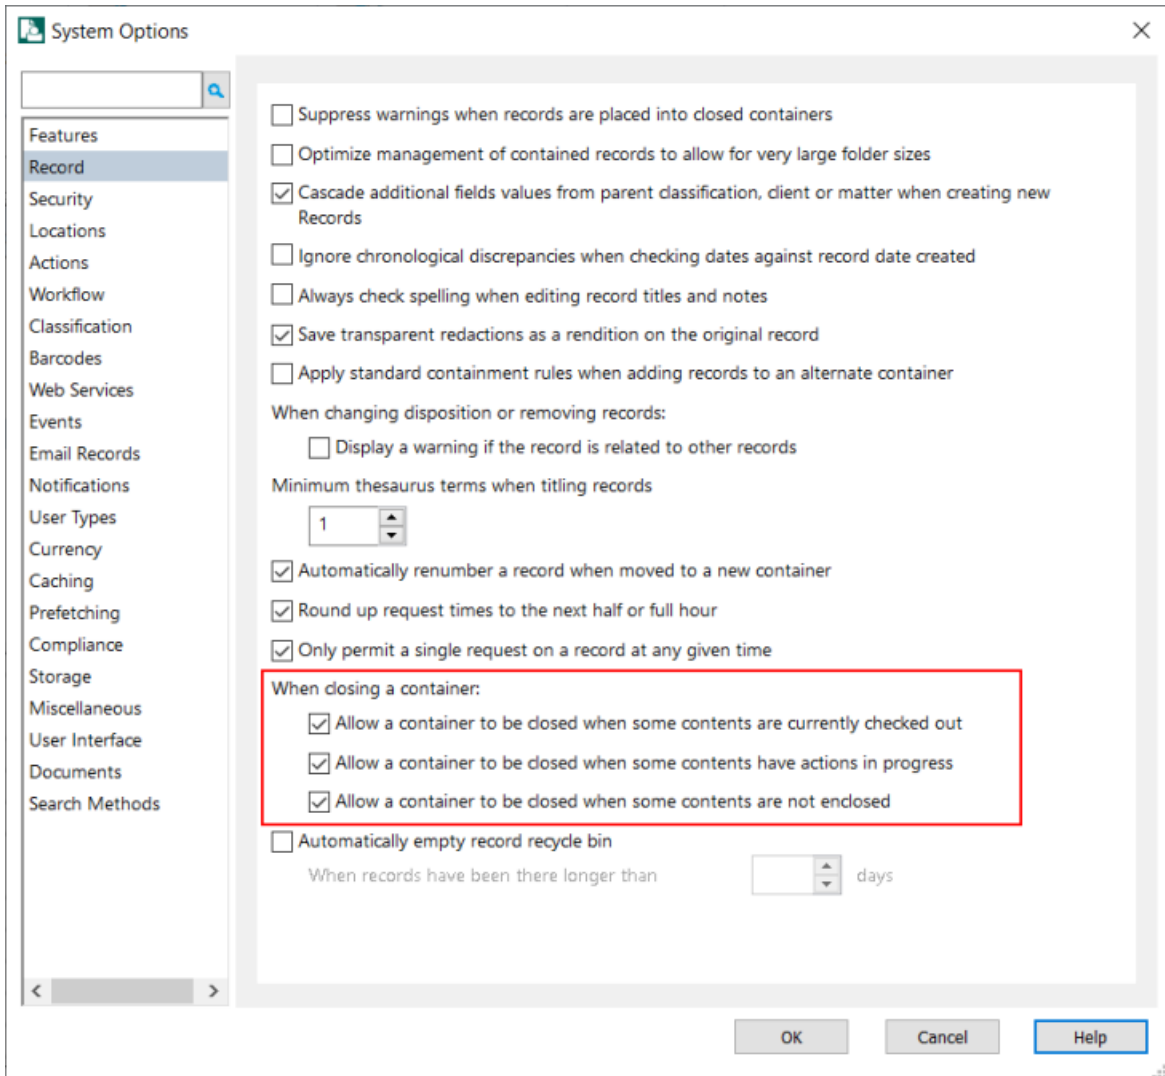 System Options
Features
Record
Security
Locations
Actions
Workflow
Classification
Barcodes
Web Services
Events
Email Records
Notifications
User Types
Currency
Caching
Prefetching
Compliance
Storage
Miscellaneous
User Interface
Documents
Search Methods
Suppress warnings when records are placed into closed containers
Optimize management of contained records to allow for very large folder sizes
Cascade additional fields values from parent classification, client or matter when creating new
Records
Ignore chronological discrepancies when checking dates against record date created
Always check spelling when editing record titles and notes
Save transparent redactions as a rendition on the original record
Apply standard containment rules when adding records to an alternate container
When changing disposition or removing records:
Display a warning if the record is related to other records
Minimum thesaurus terms when titling records
1
Automatically renumber a record when moved to a new container
Round up request times to the next half or full hour
Only permit a single request on a record at any given time
When closing a container:
Allow a container to be closed when some contents are currently checked out
Allow a container to be closed when some contents have actions in progress
Allow a container to be closed when some contents are not enclosed
Automatically empty record recycle bin
When records have been there longer than days
OK Cancel Help